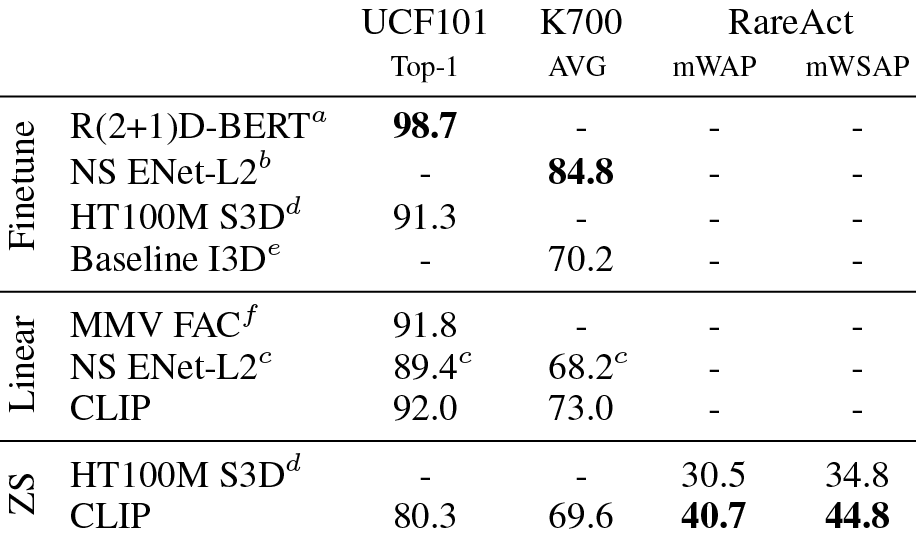 UCF101 K700 RareAct
Top-1 AVG mWAP mWSAP
Finetune
R(2+1)D-BERT^a 98.7 - - -
NS ENet-L2^b - 84.8 - -
HT100M S3D^d 91.3 - - -
Baseline I3D^e - 70.2 - -
Linear
MMV FAC^f 91.8 - - -
NS ENet-L2^c 89.4^c 68.2^c - -
CLIP 92.0 73.0 - -
ZS
HT100M S3D^d - - 30.5 34.8
CLIP 80.3 69.6 40.7 44.8